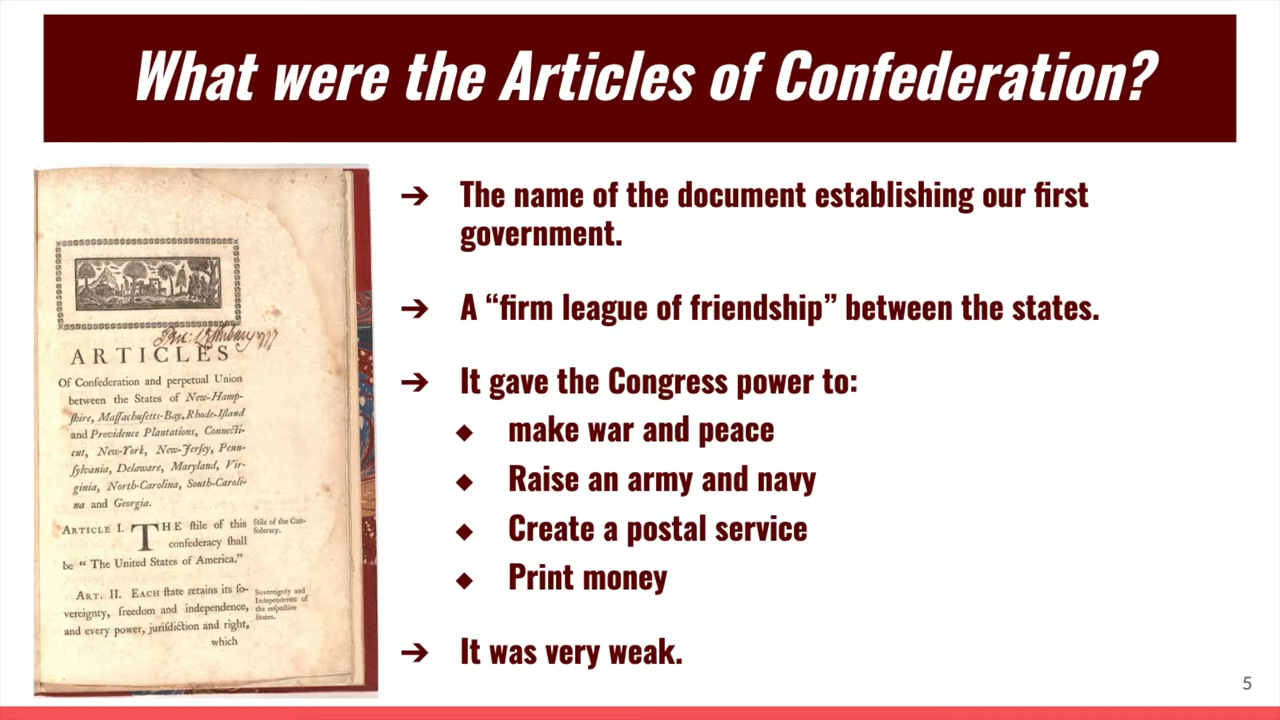 What were the Articles of Confederation?
➔ The name of the document establishing our first
government.
➔ A “firm league of friendship” between the states.
➔ It gave the Congress power to:
◆ make war and peace
◆ Raise an army and navy
◆ Create a postal service
◆ Print money
➔ It was very weak.
5
ARTICLES
Of Confederation and perpetual Union
between the States of New-Hamp-
ſhire, Maſſachuſetts-Bay, Rhode-Iſland
and Providence Plantations, Connecti-
cut, New-York, New-Jerſey, Penn-
ſylvania, Delaware, Maryland, Vir-
ginia, North-Carolina, South-Caroli-
na and Georgia.
ARTICLE I. THE ſtile of this
confederacy ſhall
be “ The United States of America.”
Stile of the Con-
federacy.
ART. II. EACH ſtate retains its ſo-
vereignty, freedom and independence,
and every power, juriſdiction and right,
which
Sovereignty and
Independence of
the reſpective
States.